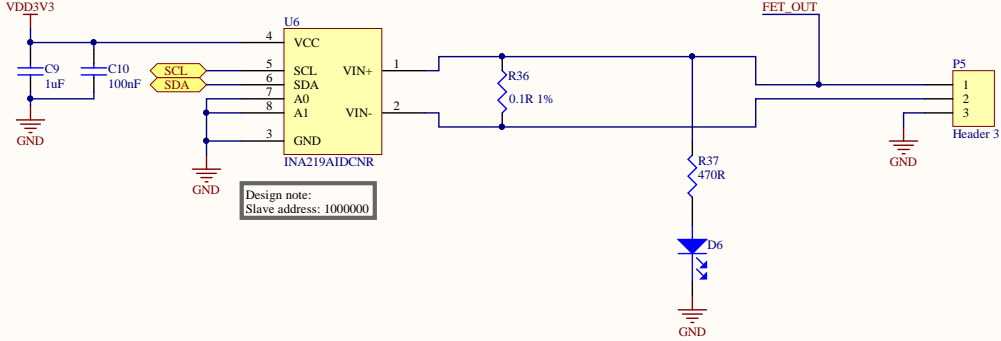 VDD3V3
FET_OUT
U6
4
VCC
C9
1uF
C10
100nF
SCL
5
SCL
VIN+
1
SDA
6
SDA
7
A0
8
A1
VIN-
2
3
GND
GND
GND
INA219AIDCNR
R36
0.1R 1%
P5
1
2
3
Header 3
GND
R37
470R
Design note:
Slave address: 1000000
D6
GND